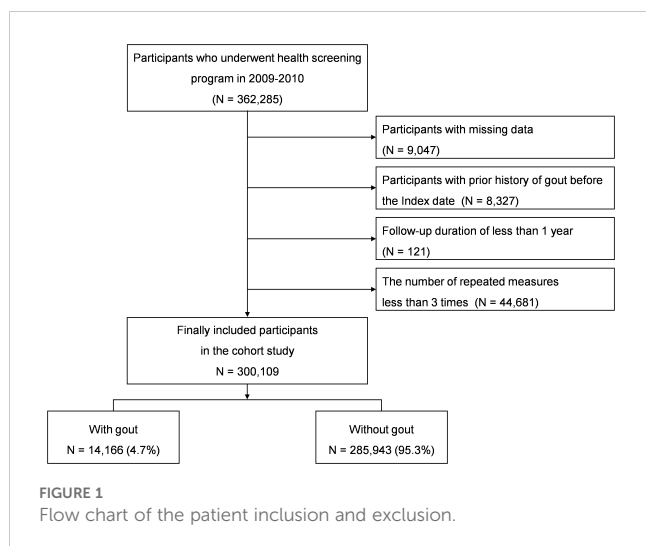 Participants who underwent health screening
program in 2009-2010
(N = 362,285)
Participants with missing data
(N = 9,047)
Participants with prior history of gout before
the Index date (N = 8,327)
Follow-up duration of less than 1 year
(N = 121)
The number of repeated measures
less than 3 times (N = 44,681)
Finally included participants
in the cohort study
N = 300,109
With gout
N = 14,166 (4.7%)
Without gout
N = 285,943 (95.3%)
FIGURE 1
Flow chart of the patient inclusion and exclusion.